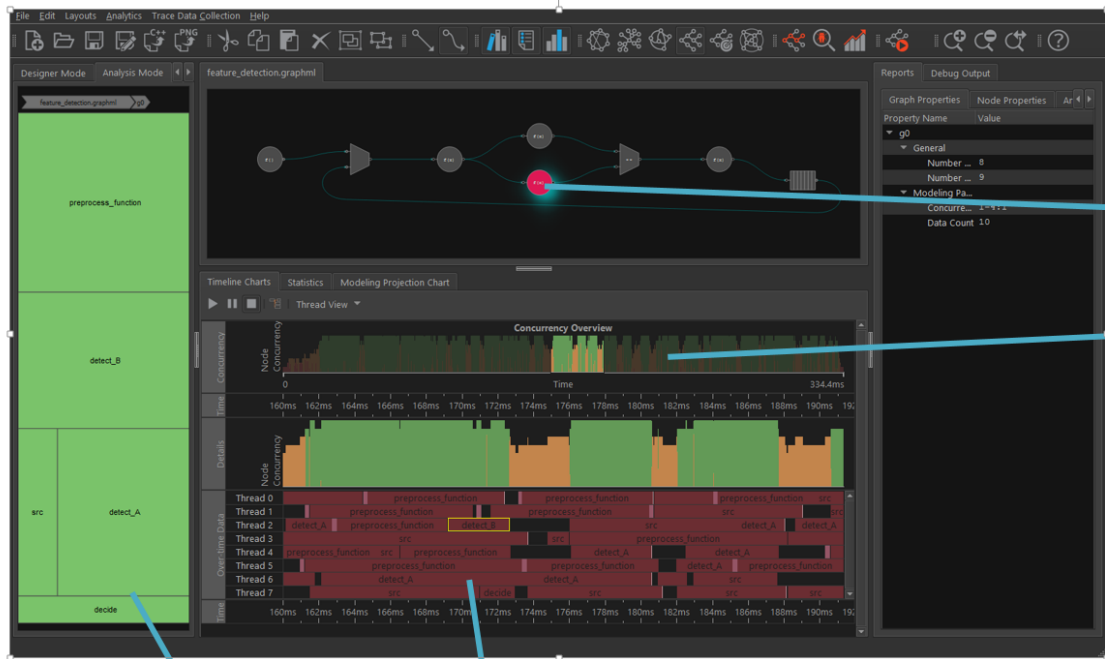 File Edit Layouts Analytics Trace Data Collection Help
C++ PNG
Designer Mode Analysis Mode
feature_detection.graphml g0
preprocess_function
detect_B
src
detect_A
decide
feature_detection.graphml
Timeline Charts Statistics Modeling Projection Chart
Thread View
Concurrency Overview
Concurrency
Node Concurrency
0 Time 334.4ms
Time
160ms 162ms 164ms 166ms 168ms 170ms 172ms 174ms 176ms 178ms 180ms 182ms 184ms 186ms 188ms 190ms 192
Details
Node Concurrency
Over-time Data
Thread 0 preprocess_function preprocess_function preprocess_function src
Thread 1 preprocess_function preprocess_function src src
Thread 2 detect_A preprocess_function detect_B src detect_A detect_A
Thread 3 src src preprocess_function
Thread 4 preprocess_function src preprocess_function detect_A detect_A
Thread 5 preprocess_function preprocess_function detect_A preprocess_function
Thread 6 detect_A detect_A src
Thread 7 src decide src src
Time
160ms 162ms 164ms 166ms 168ms 170ms 172ms 174ms 176ms 178ms 180ms 182ms 184ms 186ms 188ms 190ms 192
Reports Debug Output
Graph Properties Node Properties Ar
Property Name Value
g0
General
Number ... 8
Number ... 9
Modeling Pa...
Concurre...
Data Count 10